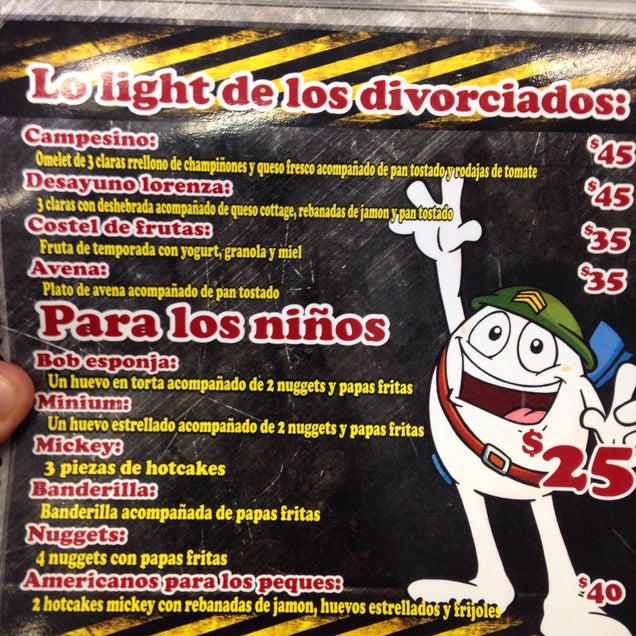 Lo light de los divorciados:
Campesino: $45
Omelet de 3 claras rrelleno de champiñones y queso fresco acompañado de pan tostado y rodajas de tomate
Desayuno lorenza: $45
3 claras con deshebrada acompañado de queso cottage, rebanadas de jamon y pan tostado
Costel de frutas: $35
Fruta de temporada con yogurt, granola y miel
Avena: $35
Plato de avena acompañado de pan tostado
Para los niños
Bob esponja:
Un huevo en torta acompañado de 2 nuggets y papas fritas
Minium:
Un huevo estrellado acompañado de 2 nuggets y papas fritas
Mickey:
$25
3 piezas de hotcakes
Banderilla:
Banderilla acompañada de papas fritas
Nuggets:
4 nuggets con papas fritas
Americanos para los peques: $40
2 hotcakes mickey con rebanadas de jamon, huevos estrellados y frijoles